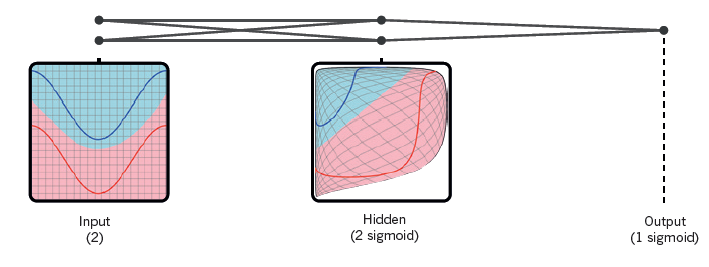 Input
(2)
Hidden
(2 sigmoid)
Output
(1 sigmoid)